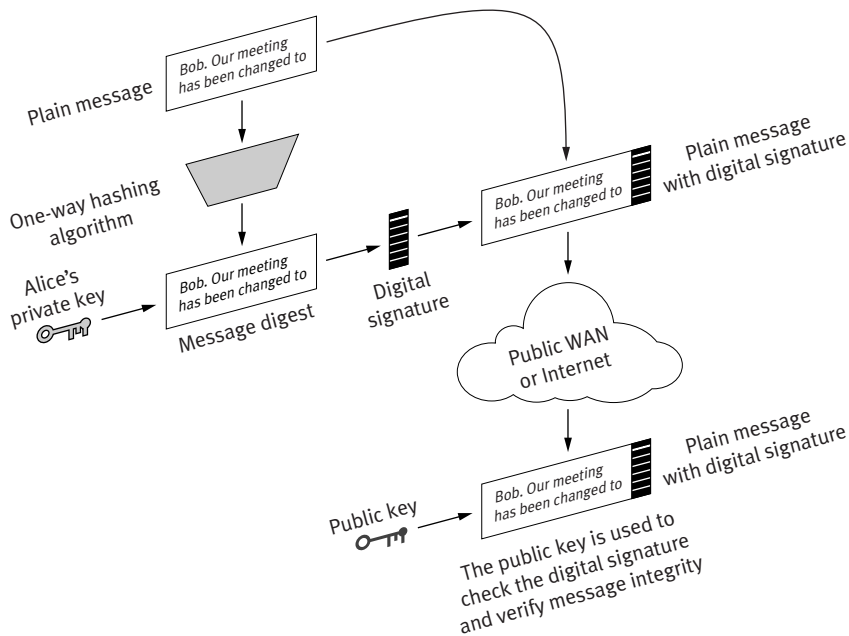 Bob. Our meeting
has been changed to
Plain message
One-way hashing
algorithm
Alice's
private key
Bob. Our meeting
has been changed to
Message digest
Digital
signature
Bob. Our meeting
has been changed to
Plain message
with digital signature
Public WAN
or Internet
Public key
Bob. Our meeting
has been changed to
Plain message
with digital signature
The public key is used to
check the digital signature
and verify message integrity